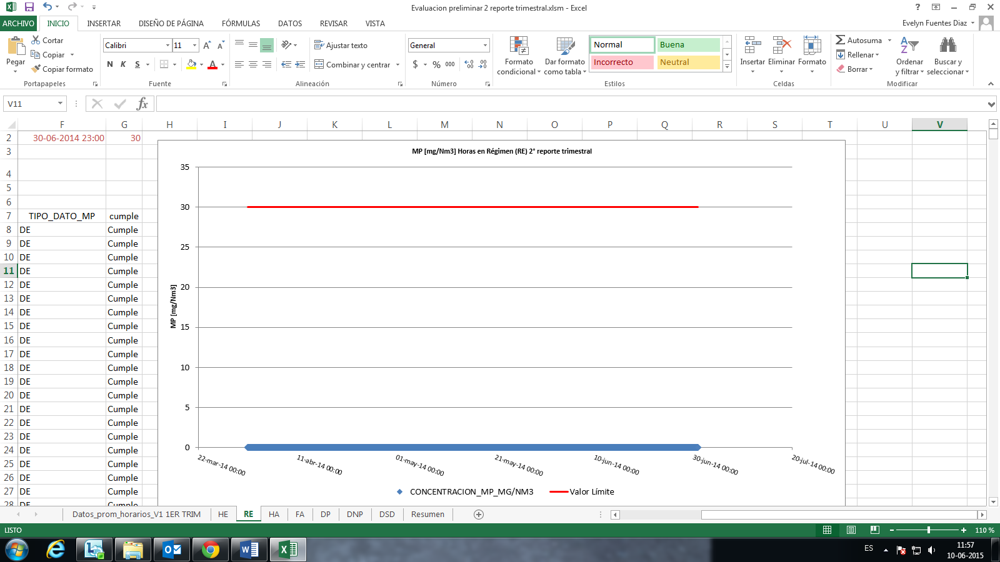 Evaluacion preliminar 2 reporte trimestral.xlsm - Excel
ARCHIVO INICIO INSERTAR DISEÑO DE PÁGINA FÓRMULAS DATOS REVISAR VISTA Evelyn Fuentes Diaz
Pegar
Cortar
Copiar
Copiar formato
Portapapeles
Calibri 11
N K S
Fuente
Ajustar texto
Combinar y centrar
Alineación
General
$ % 000
Número
Formato condicional
Dar formato como tabla
Normal Buena
Incorrecto Neutral
Estilos
Insertar Eliminar Formato
Celdas
Autosuma
Rellenar
Borrar
Ordenar y filtrar
Buscar y seleccionar
Modificar
V11 fx
F G H I J K L M N O P Q R S T U V
2 30-06-2014 23:00 30
3
4
5
6
7 TIPO_DATO_MP cumple
8 DE Cumple
9 DE Cumple
10 DE Cumple
11 DE Cumple
12 DE Cumple
13 DE Cumple
14 DE Cumple
15 DE Cumple
16 DE Cumple
17 DE Cumple
18 DE Cumple
19 DE Cumple
20 DE Cumple
21 DE Cumple
22 DE Cumple
23 DE Cumple
24 DE Cumple
25 DE Cumple
26 DE Cumple
27 DE Cumple
28 DE Cumple
MP [mg/Nm3] Horas en Régimen (RE) 2° reporte trimestral
MP [mg/Nm3]
35
30
25
20
15
10
5
0
22-mar-14 00:00 11-abr-14 00:00 01-may-14 00:00 21-may-14 00:00 10-jun-14 00:00 30-jun-14 00:00 20-jul-14 00:00
CONCENTRACION_MP_MG/NM3 Valor Límite
Datos_prom_horarios_V1 1ER TRIM HE RE HA FA DP DNP DSD Resumen
LISTO 110 %
ES 11:57
10-06-2015